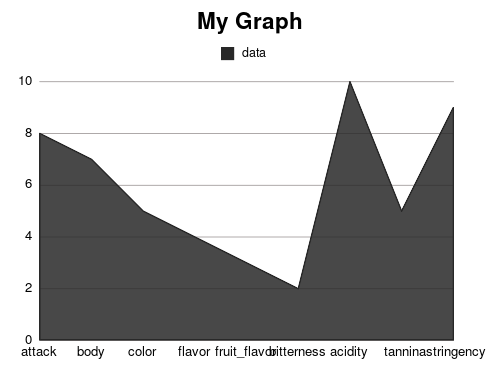 My Graph
data
10
8
6
4
2
0
attack body color flavor fruit_flavor bitterness acidity tannin astringency